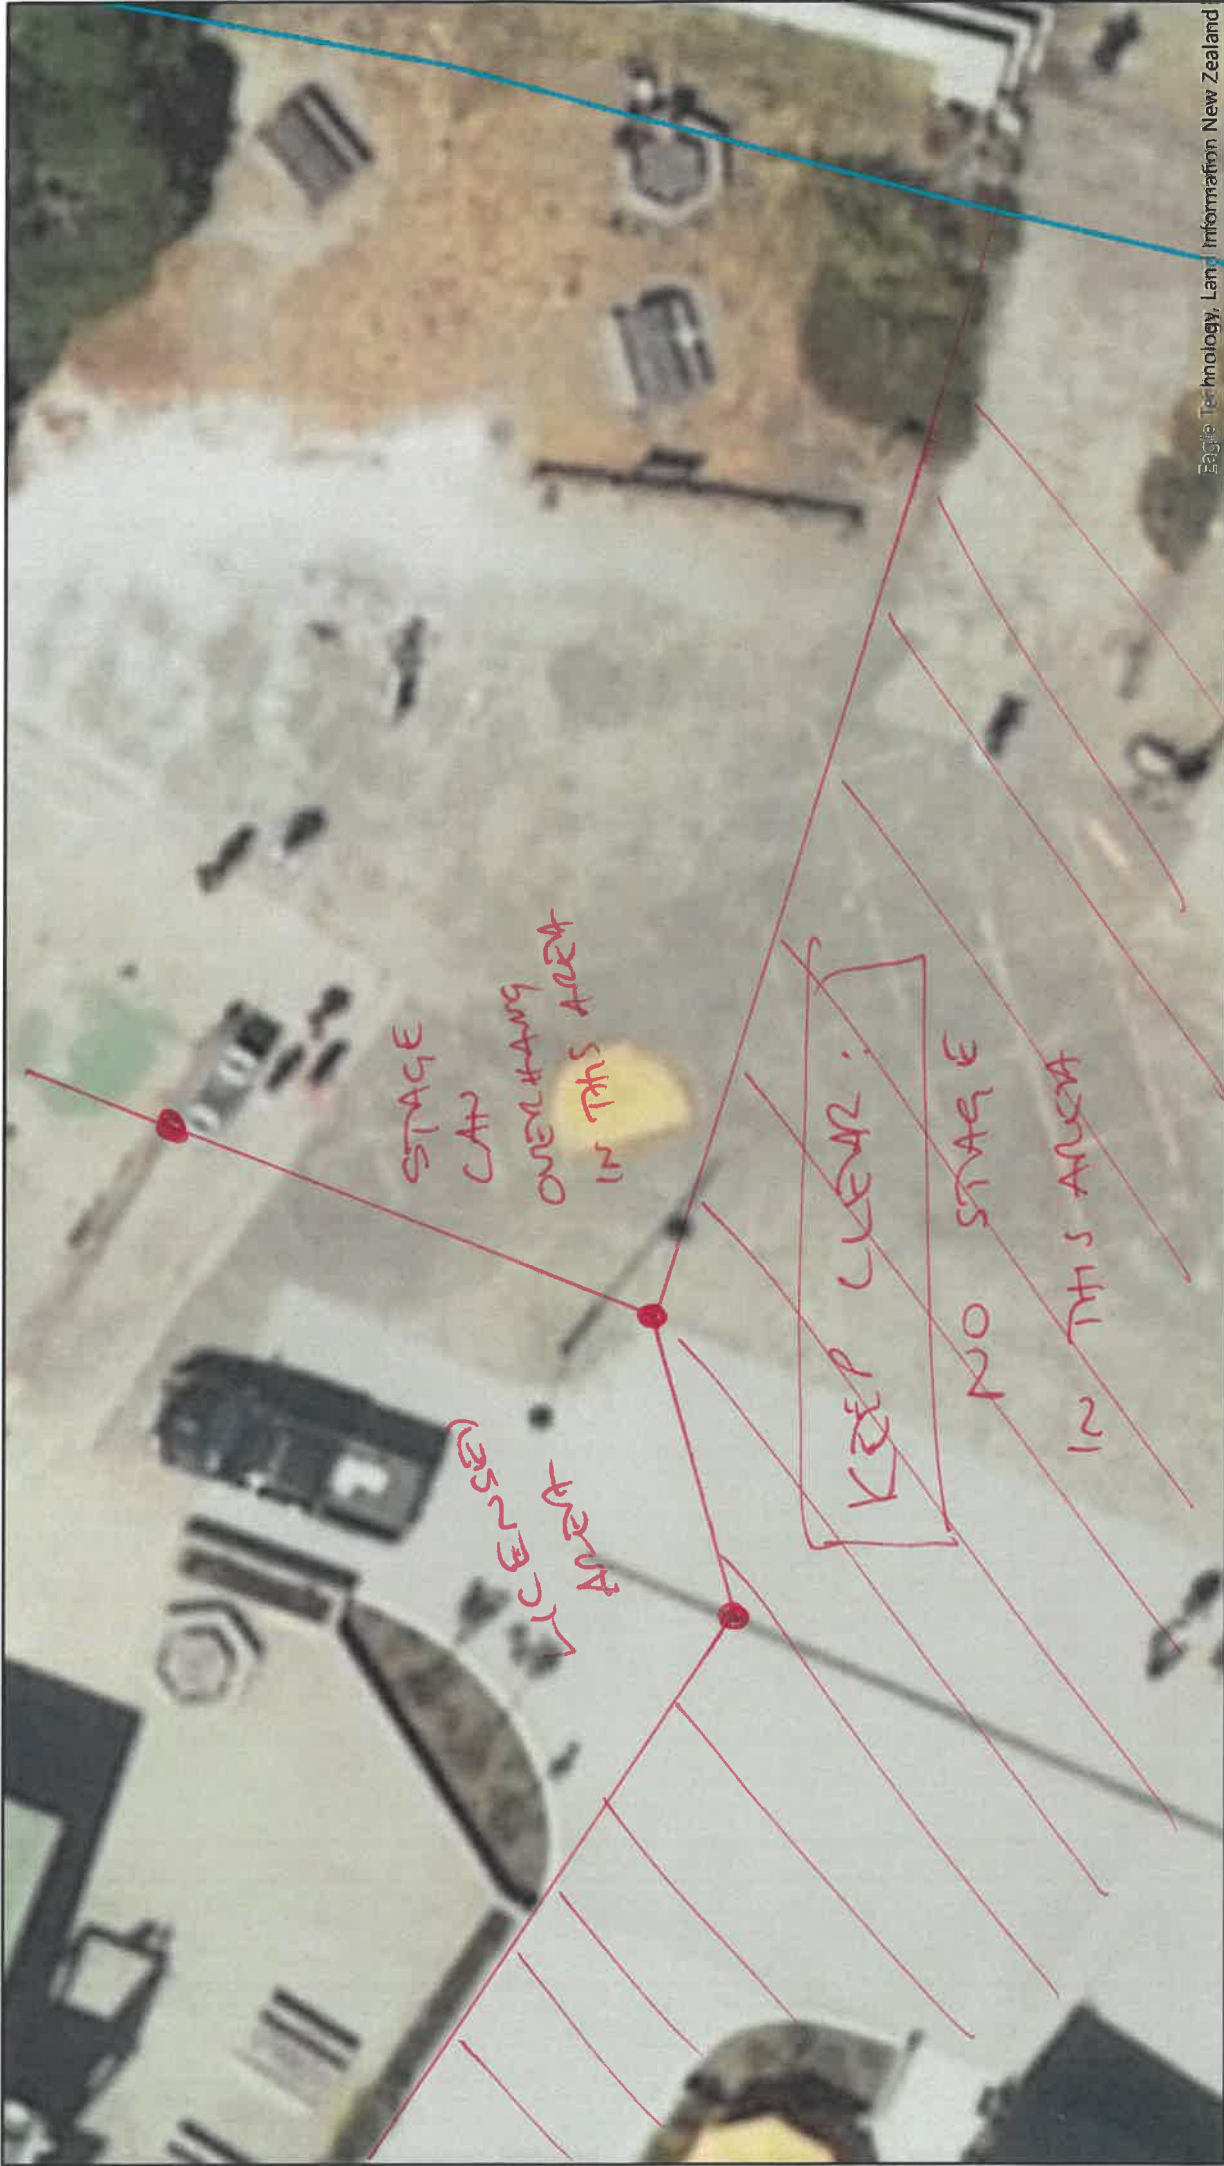 STAGE
CAN
OVERHANG
IN THIS AREA
LICENSED
AREA
KEEP CLEAR:
NO STAGE
IN THIS AREA
Eagle Technology, Land Information New Zealand